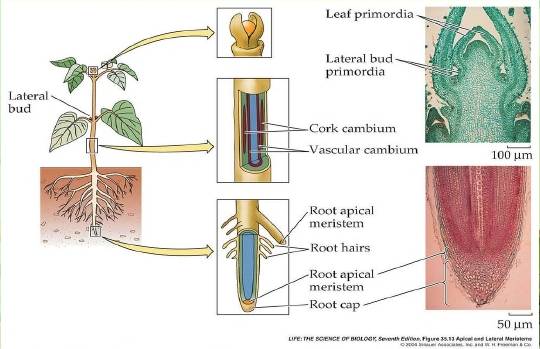 Leaf primordia
Lateral bud
primordia
Lateral
bud
100 µm
Cork cambium
Vascular cambium
Root apical
meristem
Root hairs
Root apical
meristem
Root cap
50 µm
LIFE: THE SCIENCE OF BIOLOGY, Seventh Edition, Figure 35.13 Apical and Lateral Meristems
© 2004 Sinauer Associates, Inc. and W. H. Freeman & Co.